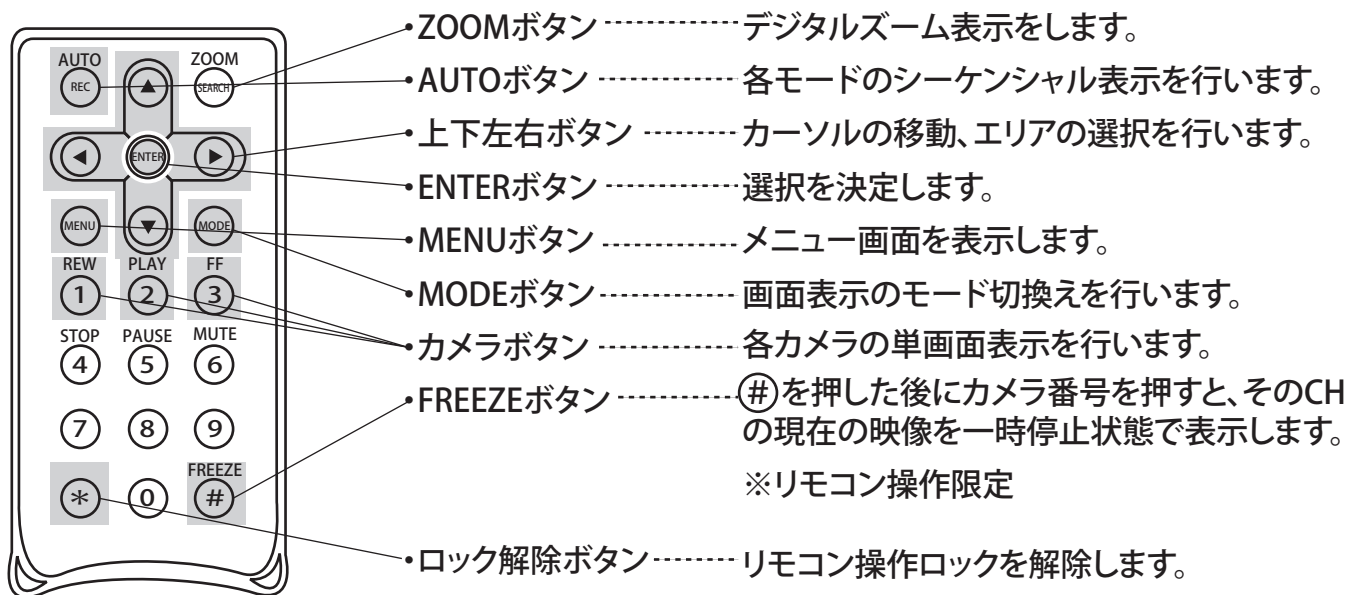 AUTO ZOOM
REC ▲ SEARCH
◀ ENTER ▶
MENU ▼ MODE
REW PLAY FF
1 2 3
STOP PAUSE MUTE
4 5 6
7 8 9
FREEZE
* 0 #
•ZOOMボタン デジタルズーム表示をします。
•AUTOボタン 各モードのシーケンシャル表示を行います。
•上下左右ボタン カーソルの移動、エリアの選択を行います。
•ENTERボタン 選択を決定します。
•MENUボタン メニュー画面を表示します。
•MODEボタン 画面表示のモード切換えを行います。
•カメラボタン 各カメラの単画面表示を行います。
•FREEZEボタン #を押した後にカメラ番号を押すと、そのCH
の現在の映像を一時停止状態で表示します。
※リモコン操作限定
•ロック解除ボタン リモコン操作ロックを解除します。